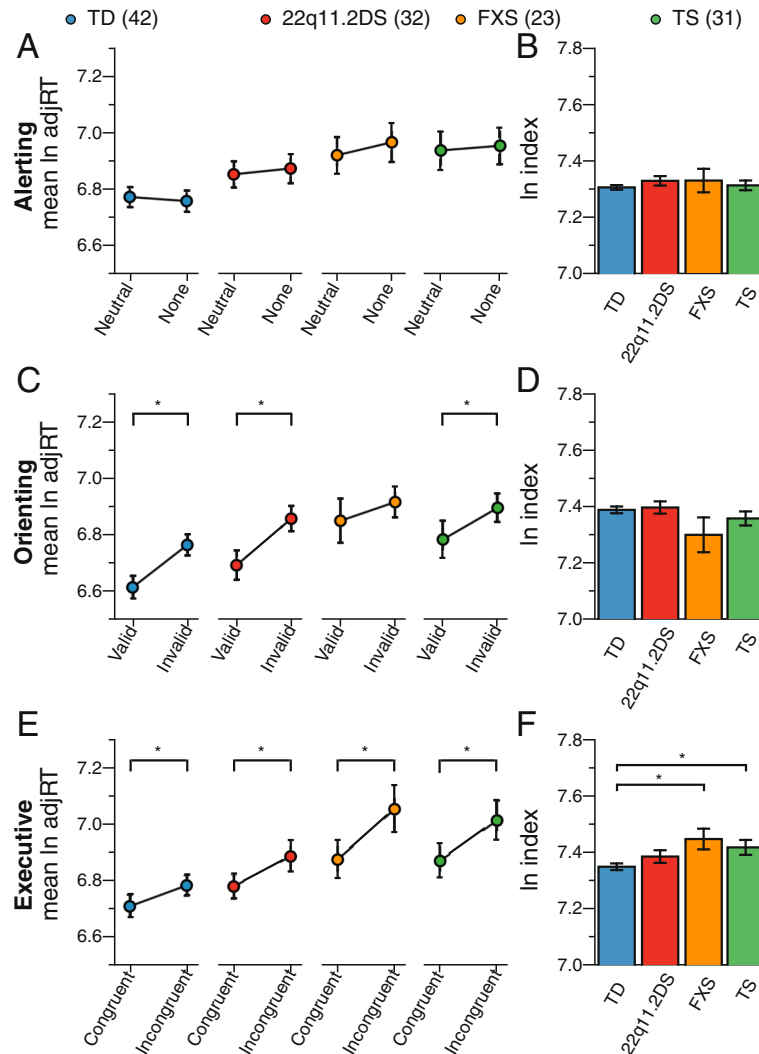 TD (42) 22q11.2DS (32) FXS (23) TS (31)
A
Alerting
mean ln adjRT
7.2
7.0
6.8
6.6
Neutral None Neutral None Neutral None Neutral None
B
ln index
7.8
7.6
7.4
7.2
7.0
TD 22q11.2DS FXS TS
C
Orienting
mean ln adjRT
7.2
7.0
6.8
6.6
* * *
Valid Invalid Valid Invalid Valid Invalid Valid Invalid
D
ln index
7.8
7.6
7.4
7.2
7.0
TD 22q11.2DS FXS TS
E
Executive
mean ln adjRT
7.2
7.0
6.8
6.6
* * * *
Congruent Incongruent Congruent Incongruent Congruent Incongruent Congruent Incongruent
F
ln index
7.8
7.6
7.4
7.2
7.0
*
*
TD 22q11.2DS FXS TS